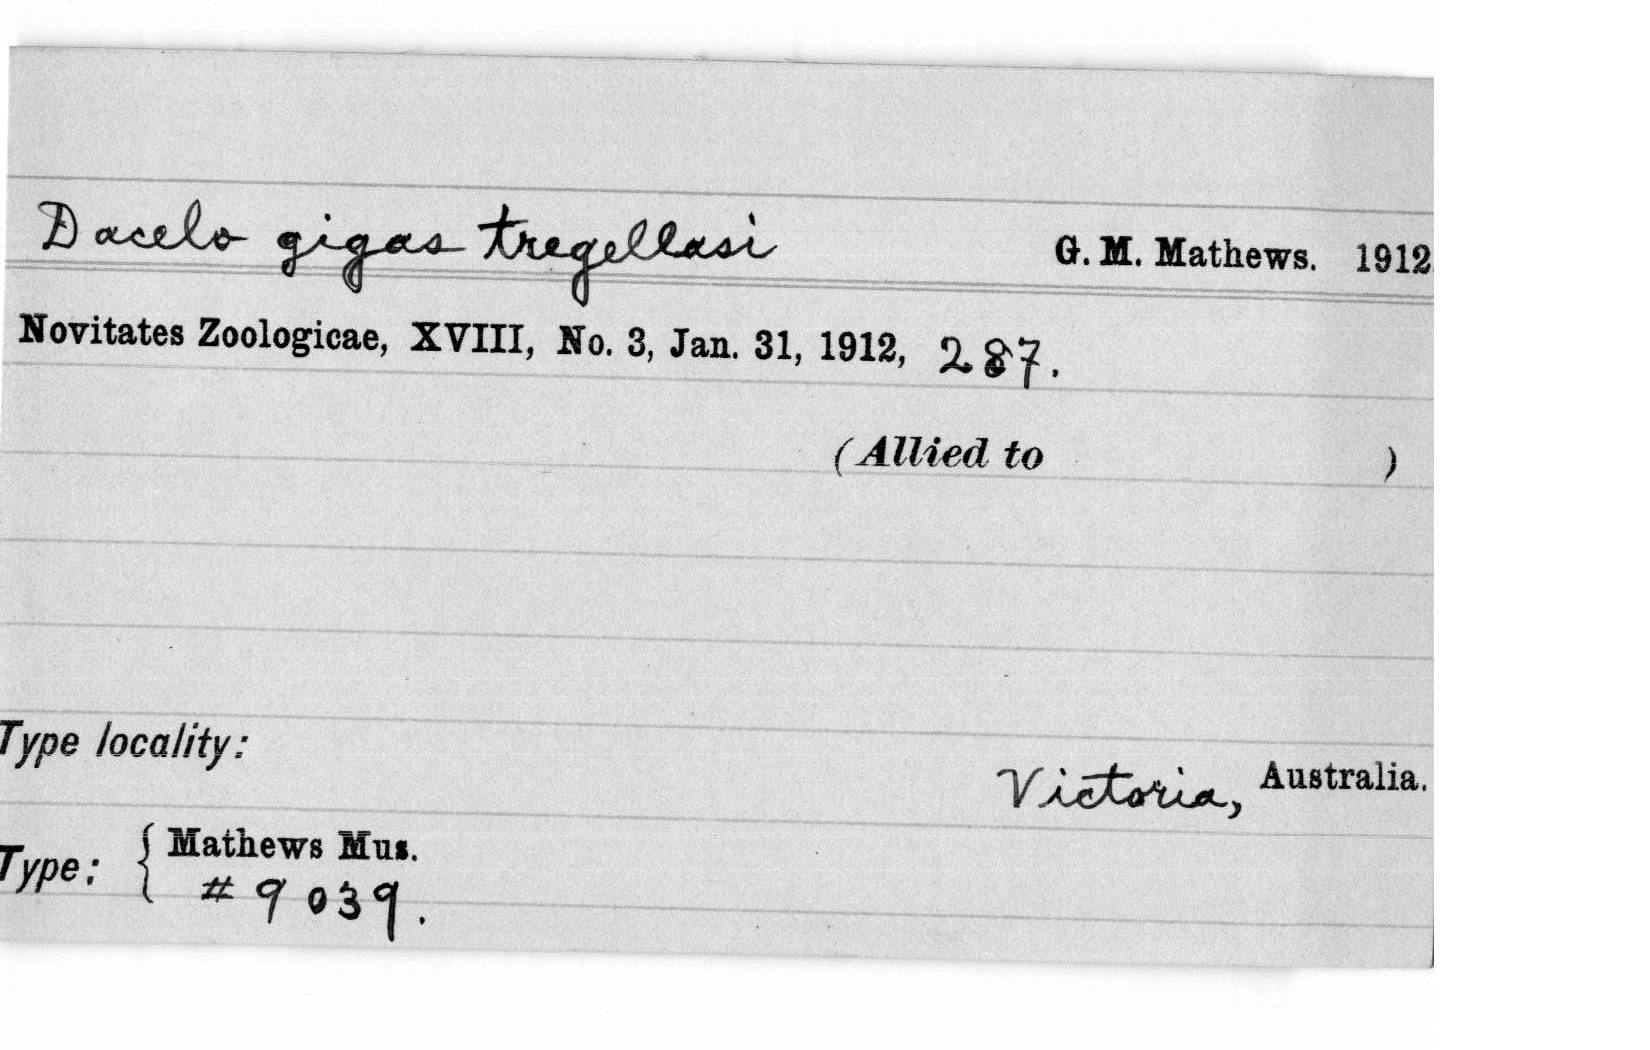 Dacelo gigas tregellasi G. M. Mathews. 1912.
Novitates Zoologicae, XVIII, No. 3, Jan. 31, 1912, 287.
(Allied to )
Type locality:
Victoria, Australia.
Type: { Mathews Mus.
# 9039.